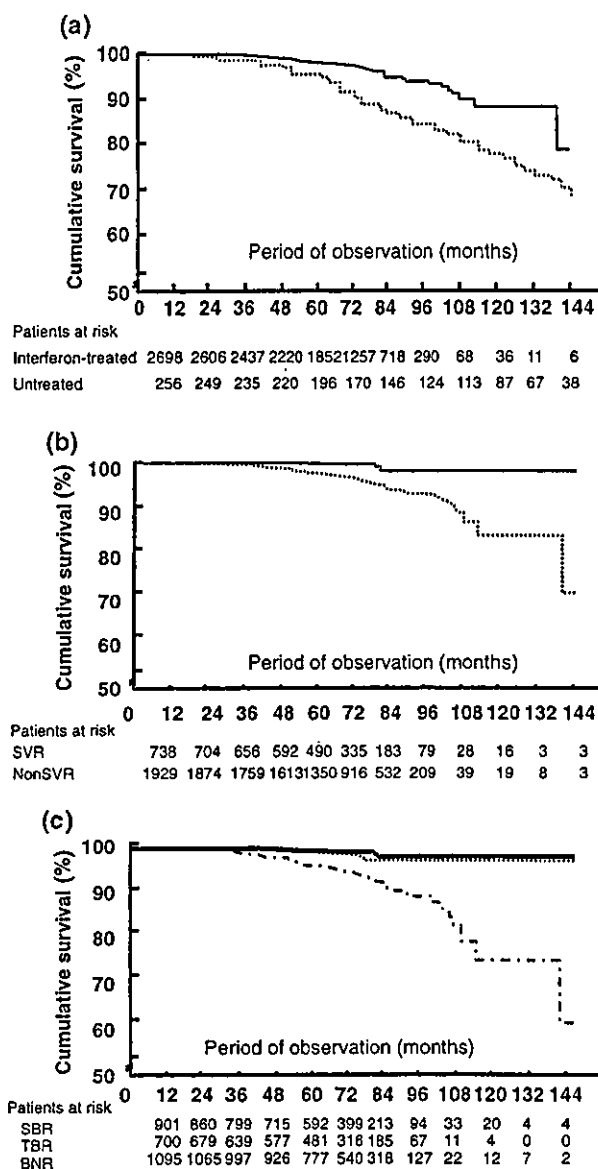 (a)
Cumulative survival (%)
100
90
80
70
60
50
Period of observation (months)
0 12 24 36 48 60 72 84 96 108 120 132 144
Patients at risk
Interferon-treated 2698 2606 2437 2220 1852 1257 718 290 68 36 11 6
Untreated 256 249 235 220 196 170 146 124 113 87 67 38
(b)
Cumulative survival (%)
100
90
80
70
60
50
Period of observation (months)
0 12 24 36 48 60 72 84 96 108 120 132 144
Patients at risk
SVR 738 704 656 592 490 335 183 79 28 16 3 3
NonSVR 1929 1874 1759 1613 1350 916 532 209 39 19 8 3
(c)
Cumulative survival (%)
100
90
80
70
60
50
Period of observation (months)
0 12 24 36 48 60 72 84 96 108 120 132 144
Patients at risk
SBR 901 860 799 715 592 399 213 94 33 20 4 4
TBR 700 679 639 577 481 316 185 67 11 4 0 0
BNR 1095 1065 997 926 777 540 318 127 22 12 7 2